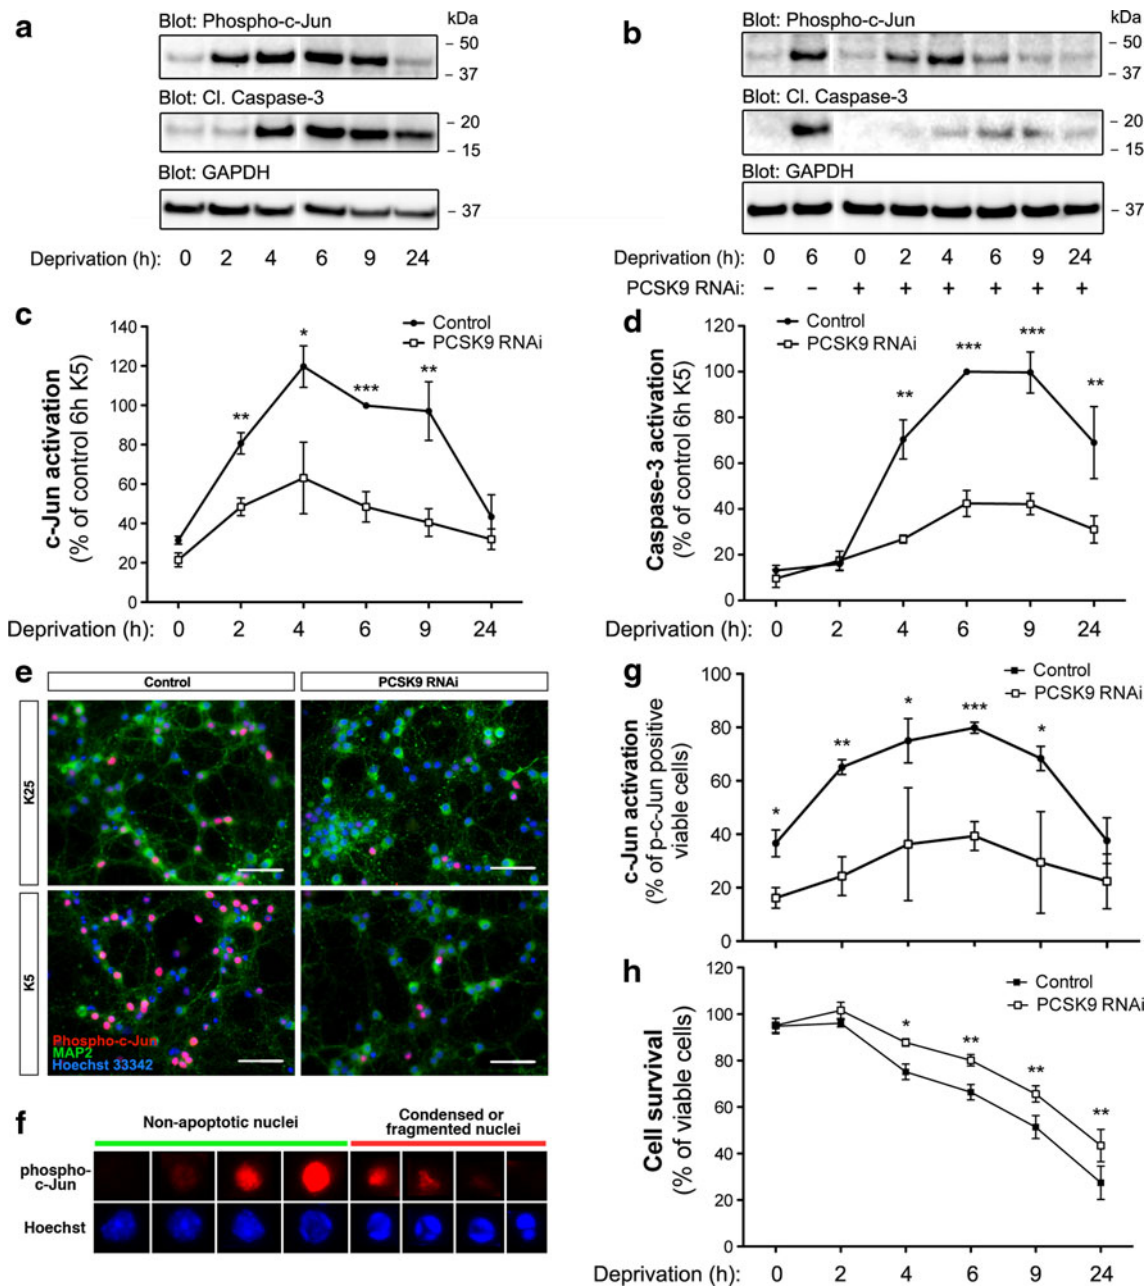 a
Blot: Phospho-c-Jun
kDa
– 50
– 37
Blot: Cl. Caspase-3
– 20
– 15
Blot: GAPDH
– 37
Deprivation (h): 0 2 4 6 9 24
b
Blot: Phospho-c-Jun
kDa
– 50
– 37
Blot: Cl. Caspase-3
– 20
– 15
Blot: GAPDH
– 37
Deprivation (h): 0 6 0 2 4 6 9 24
PCSK9 RNAi: – – + + + + + +
c
c-Jun activation
(% of control 6h K5)
140
120
100
80
60
40
20
0
Control
PCSK9 RNAi
** * *** **
Deprivation (h): 0 2 4 6 9 24
d
Caspase-3 activation
(% of control 6h K5)
120
100
80
60
40
20
0
Control
PCSK9 RNAi
** *** *** **
Deprivation (h): 0 2 4 6 9 24
e
Control
PCSK9 RNAi
K25
K5
Phospho-c-Jun
MAP2
Hoechst 33342
f
Non-apoptotic nuclei
Condensed or
fragmented nuclei
phospho-
c-Jun
Hoechst
g
c-Jun activation
(% of p-c-Jun positive
viable cells)
100
80
60
40
20
0
Control
PCSK9 RNAi
* ** * *** *
h
Cell survival
(% of viable cells)
120
100
80
60
40
20
0
Control
PCSK9 RNAi
* ** ** **
Deprivation (h): 0 2 4 6 9 24